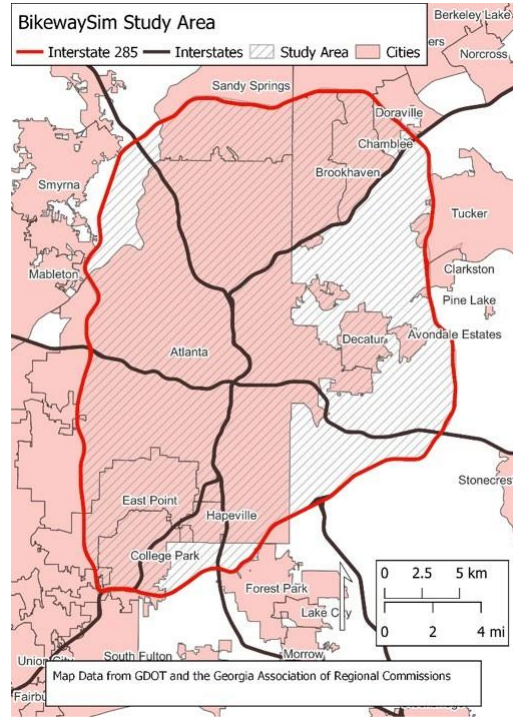 BikewaySim Study Area
Interstate 285
Interstates
Study Area
Cities
Berkeley Lake
ers
Norcross
Sandy Springs
Doraville
Chamblee
Brookhaven
Smyrna
Tucker
Mableton
Clarkston
Pine Lake
Atlanta
Decatur
Avondale Estates
East Point
Stonecrest
Hapeville
College Park
Forest Park
Lake City
Union City
South Fulton
Morrow
Fairbu
0 2.5 5 km
0 2 4 mi
Map Data from GDOT and the Georgia Association of Regional Commissions